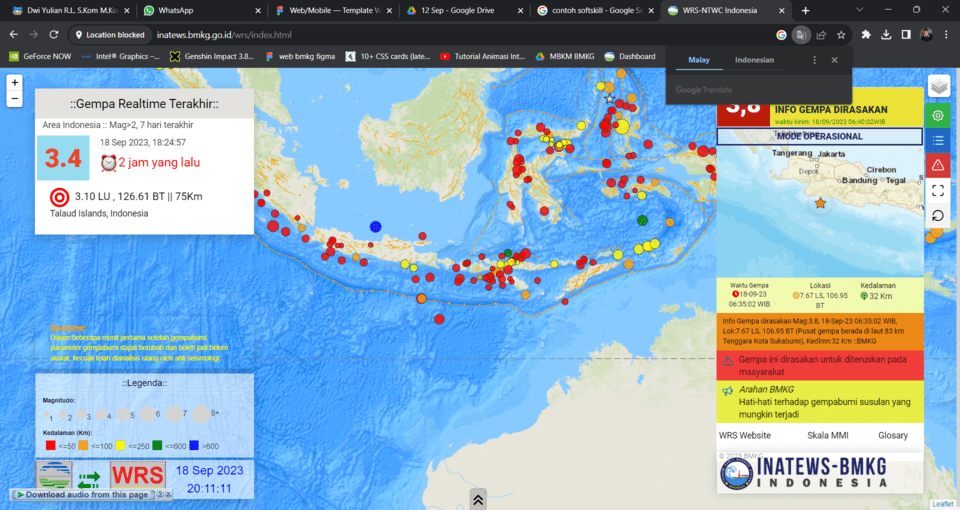 Dwi Yulian R.L. S.Kom M.Ko
WhatsApp
Web/Mobile — Template W
12 Sep - Google Drive
contoh softskill - Google Se
WRS-NTWC Indonesia
Location blocked
inatews.bmkg.go.id/wrs/index.html
GeForce NOW
Intel® Graphics –...
Genshin Impact 3.8...
web bmkg figma
10+ CSS cards (late...
Tutorial Animasi Int...
MBKM BMKG
Dashboard
Malay
Indonesian
Google Translate
+
−
::Gempa Realtime Terakhir::
Area Indonesia :: Mag>2, 7 hari terakhir
3.4
18 Sep 2023, 18:24:57
2 jam yang lalu
3.10 LU , 126.61 BT || 75Km
Talaud Islands, Indonesia
Dalam beberapa menit pertama setelah gempabumi,
parameter gempabumi dapat berubah dan boleh jadi belum
akurat, kecuali telah dianalisis ulang oleh ahli seismologi.
::Legenda::
Magnitudo:
1 2 3 4 5 6 7 8+
Kedalaman (Km):
<=50 <=100 <=250 <=600 >600
WRS
18 Sep 2023
20:11:11
Download audio from this page
3,8
INFO GEMPA DIRASAKAN
waktu kirim: 18/09/2023 06:40:02WIB
MODE OPERASIONAL
Tangerang
Jakarta
Depok
Cirebon
Bandung
Tegal
Waktu Gempa
18-09-23
06:35:02 WIB
Lokasi
7.67 LS, 106.95
BT
Kedalaman
32 Km
Info Gempa Dirasakan Mag:3.8, 18-Sep-23 06:35:02 WIB,
Lok:7.67 LS, 106.95 BT (Pusat gempa berada di laut 83 km
Tenggara Kota Sukabumi), Kedlmn:32 Km ::BMKG
Gempa ini dirasakan untuk diteruskan pada
masyarakat
Arahan BMKG
Hati-hati terhadap gempabumi susulan yang
mungkin terjadi
WRS Website
Skala MMI
Glosary
© 2023 BMKG
INATEWS-BMKG
INDONESIA
Leaflet